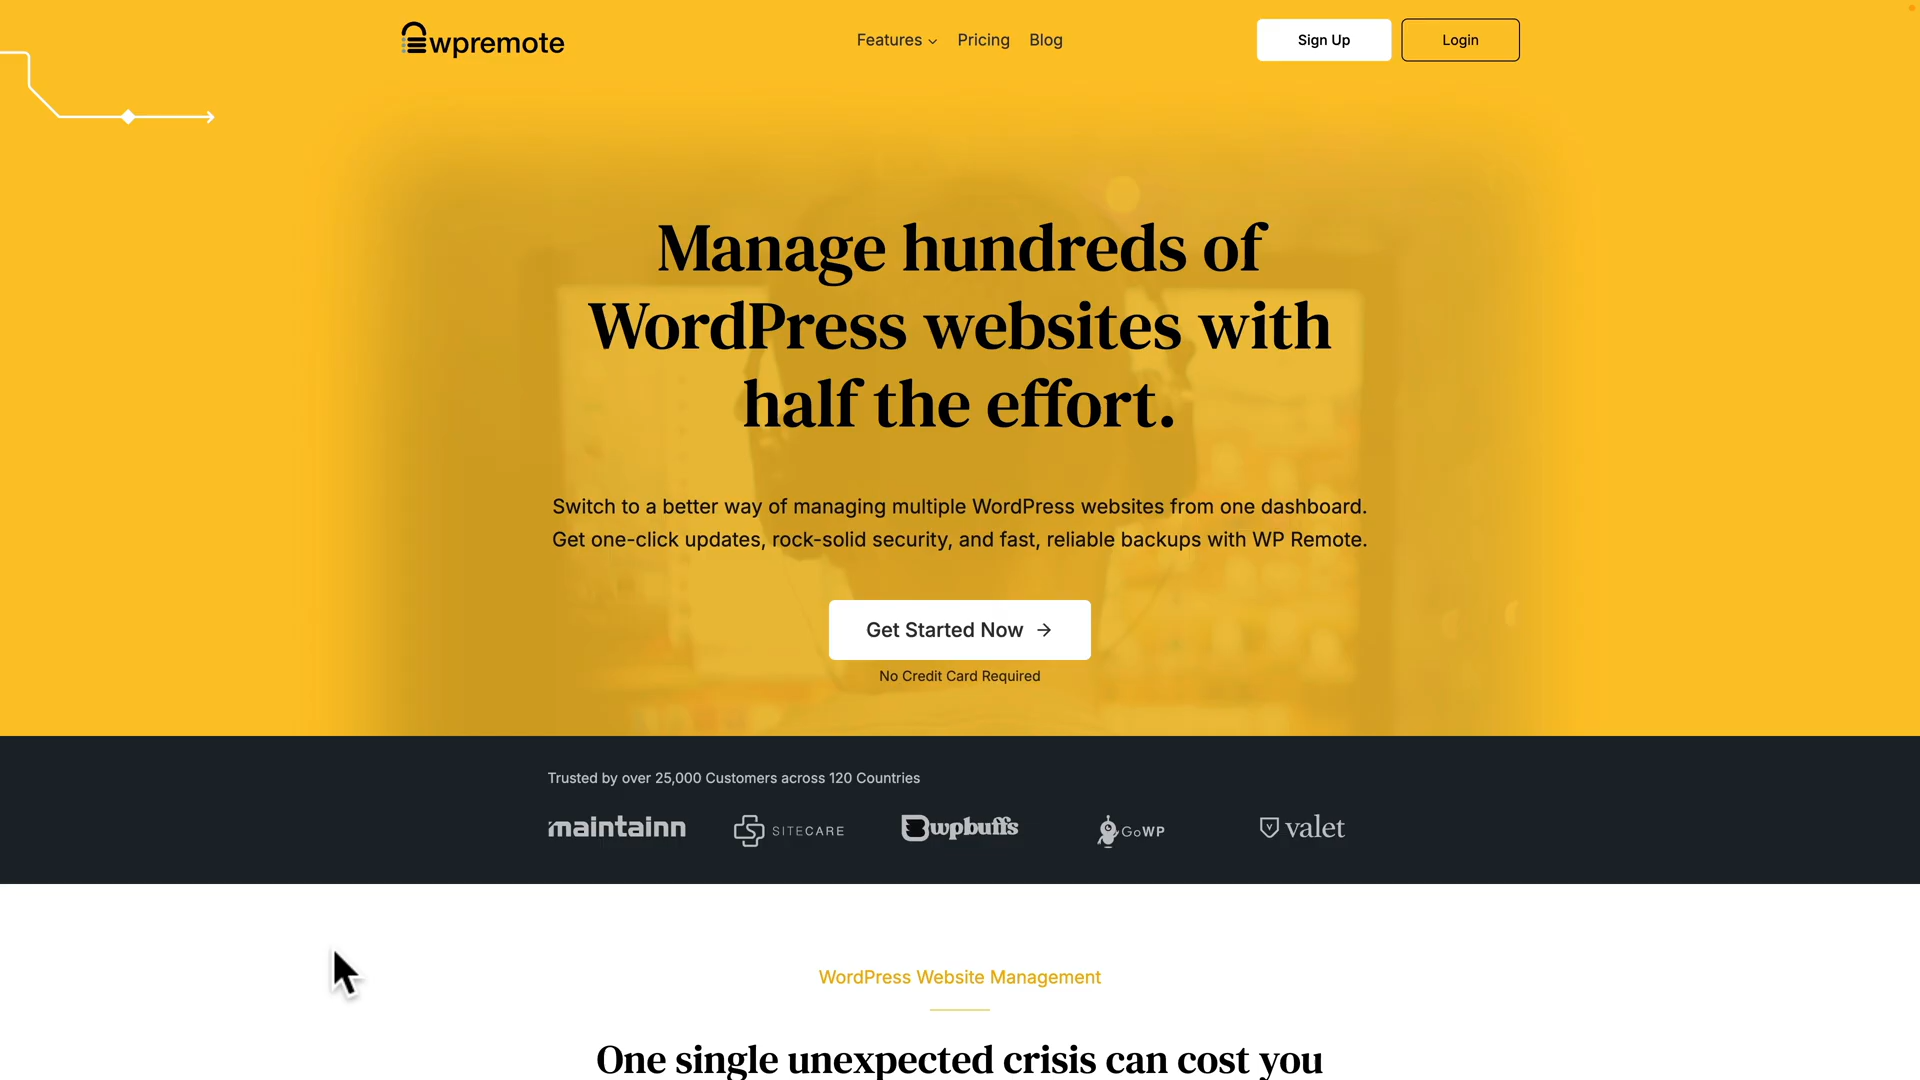 wpremote
Features
Pricing
Blog
Sign Up
Login
Manage hundreds of
WordPress websites with
half the effort.
Switch to a better way of managing multiple WordPress websites from one dashboard.
Get one-click updates, rock-solid security, and fast, reliable backups with WP Remote.
Get Started Now
No Credit Card Required
Trusted by over 25,000 Customers across 120 Countries
maintainn
SITECARE
wpbuffs
GoWP
valet
WordPress Website Management
One single unexpected crisis can cost you